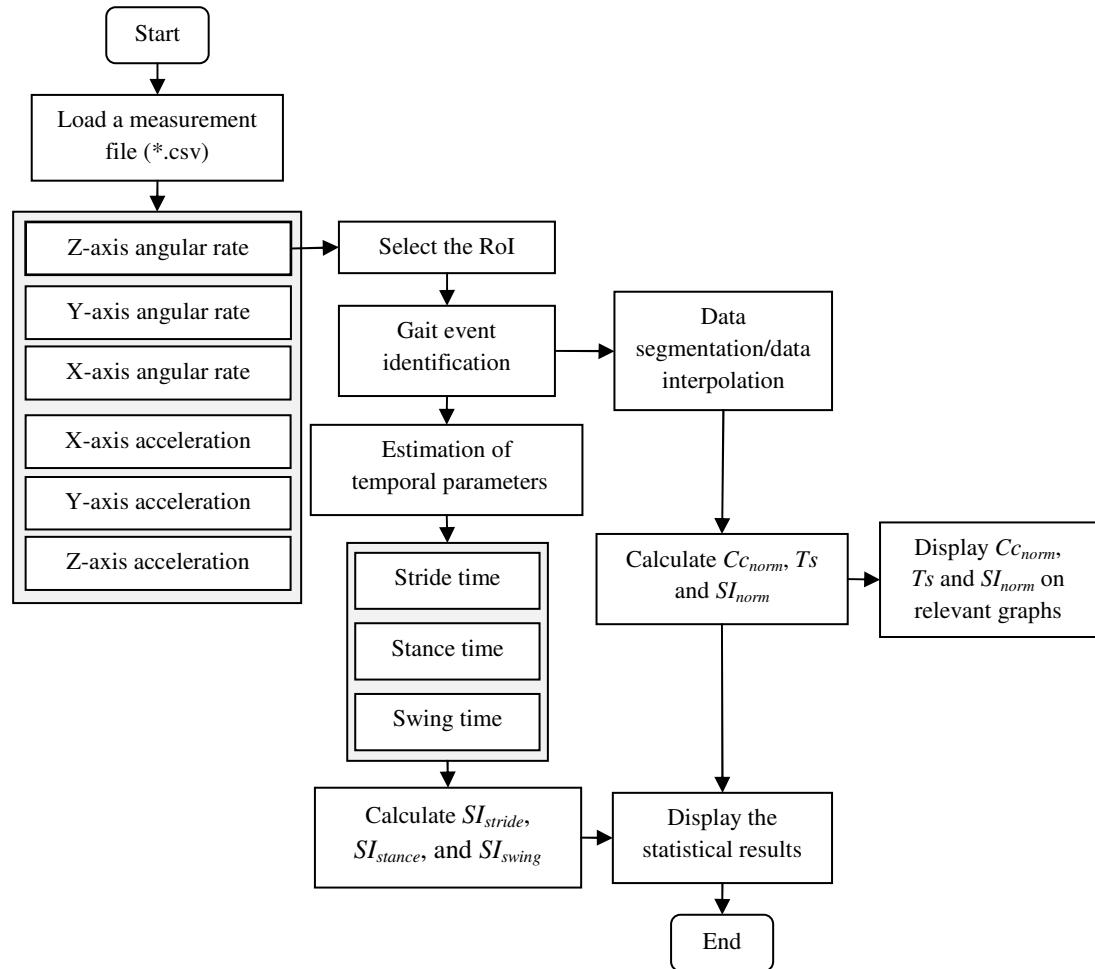 Start
Load a measurement
file (*.csv)
Z-axis angular rate
Y-axis angular rate
X-axis angular rate
X-axis acceleration
Y-axis acceleration
Z-axis acceleration
Select the RoI
Gait event
identification
Estimation of
temporal parameters
Stride time
Stance time
Swing time
Calculate SIstride,
SIstance, and SIswing
Data
segmentation/data
interpolation
Calculate Ccnorm, Ts
and SInorm
Display Ccnorm,
Ts and SInorm on
relevant graphs
Display the
statistical results
End